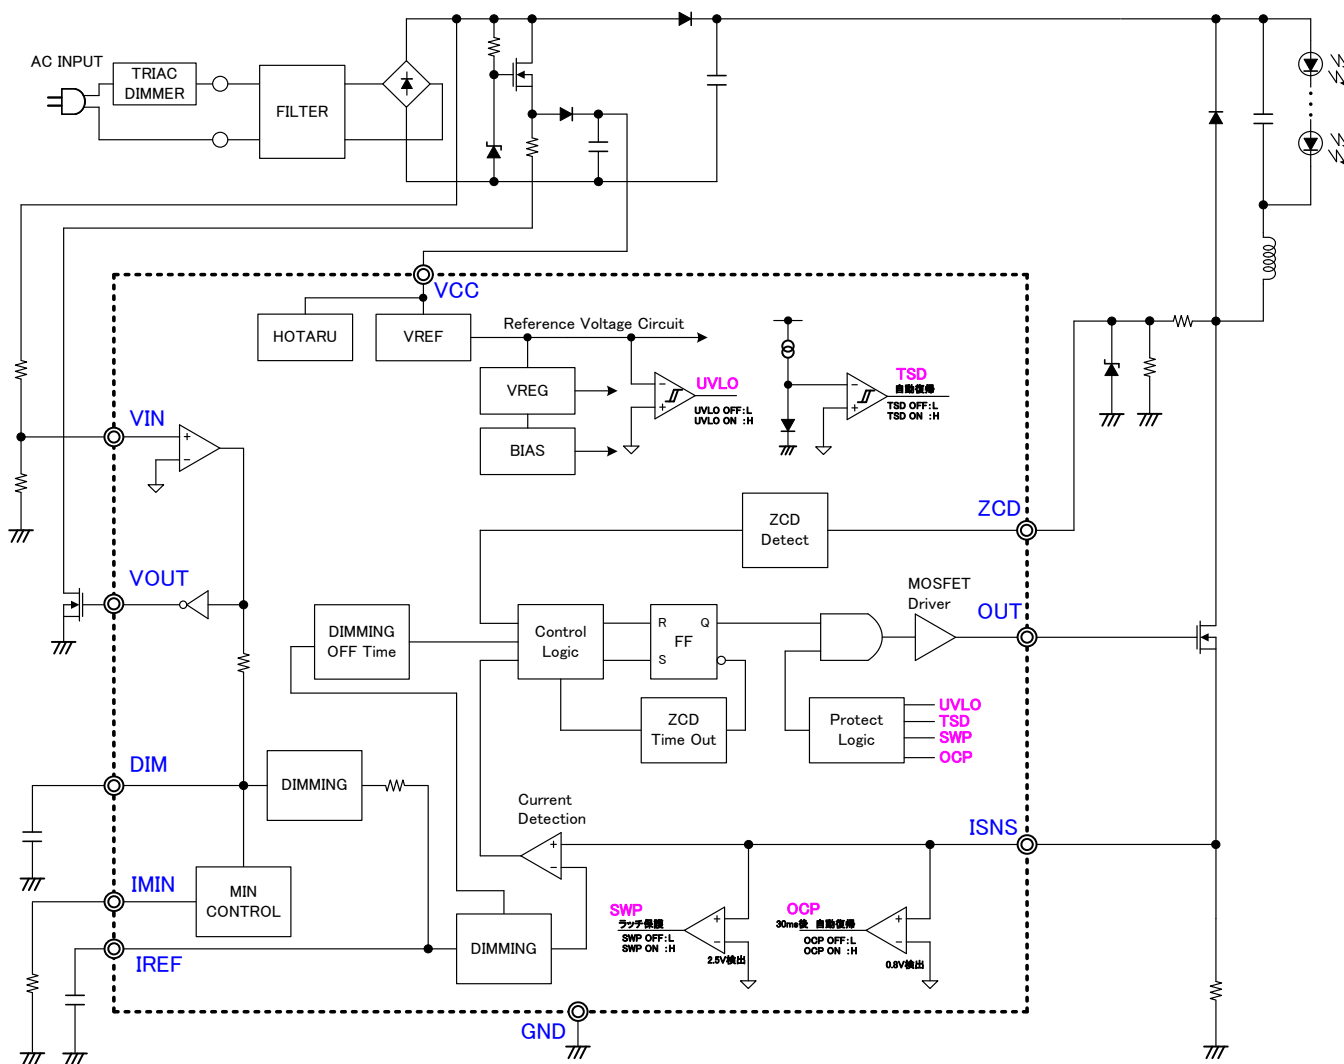 AC INPUT
TRIAC
DIMMER
FILTER
VCC
HOTARU
VREF
Reference Voltage Circuit
VREG
BIAS
UVLO
UVLO OFF:L
UVLO ON :H
TSD
自動復帰
TSD OFF:L
TSD ON :H
VIN
ZCD
ZCD
Detect
VOUT
MOSFET
Driver
OUT
DIMMING
OFF Time
Control
Logic
R
Q
FF
S
ZCD
Time Out
Protect
Logic
UVLO
TSD
SWP
OCP
DIM
DIMMING
Current
Detection
ISNS
IMIN
MIN
CONTROL
SWP
ラッチ保護
SWP OFF:L
SWP ON :H
2.5V検出
OCP
30ms後 自動復帰
OCP OFF:L
OCP ON :H
0.8V検出
IREF
DIMMING
GND